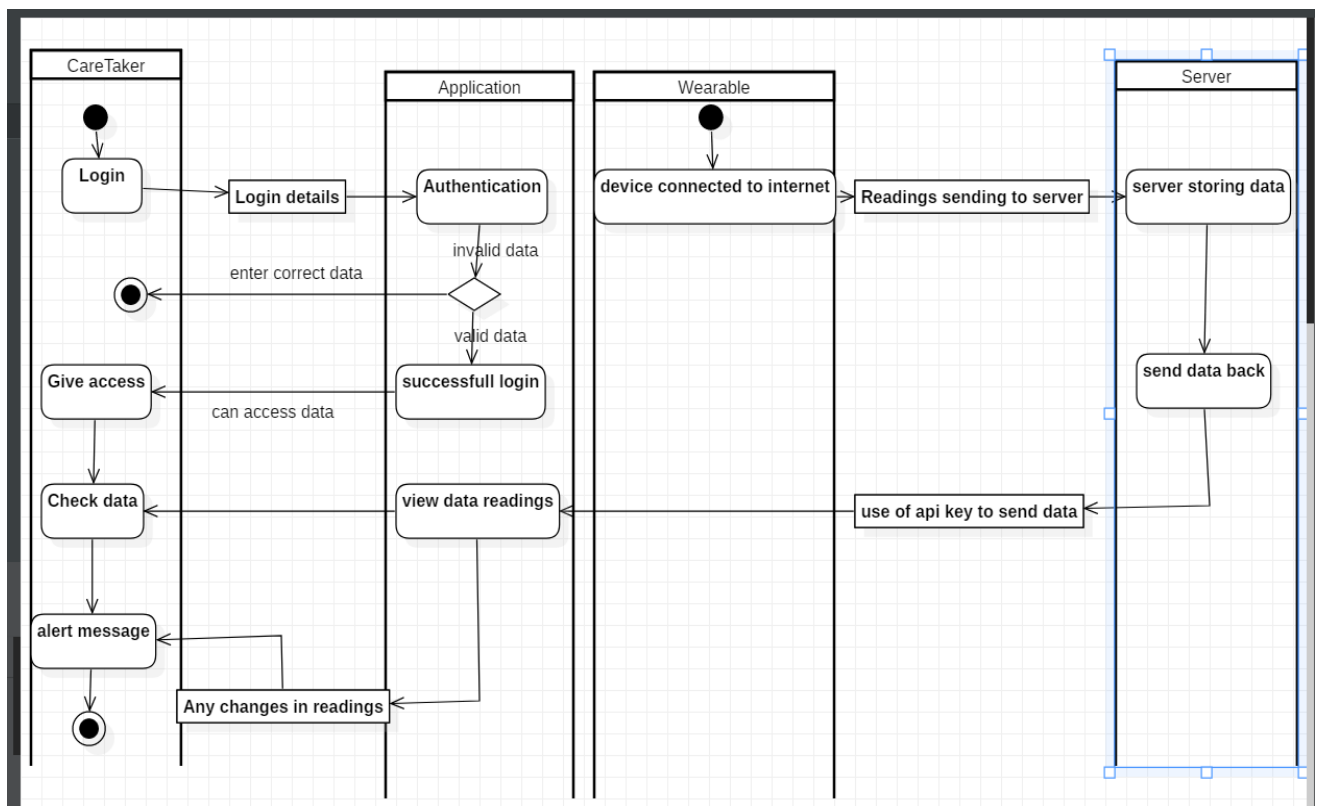 CareTaker
Application
Wearable
Server
Login
Login details
Authentication
device connected to internet
Readings sending to server
server storing data
invalid data
enter correct data
valid data
Give access
successfull login
send data back
can access data
Check data
view data readings
use of api key to send data
alert message
Any changes in readings